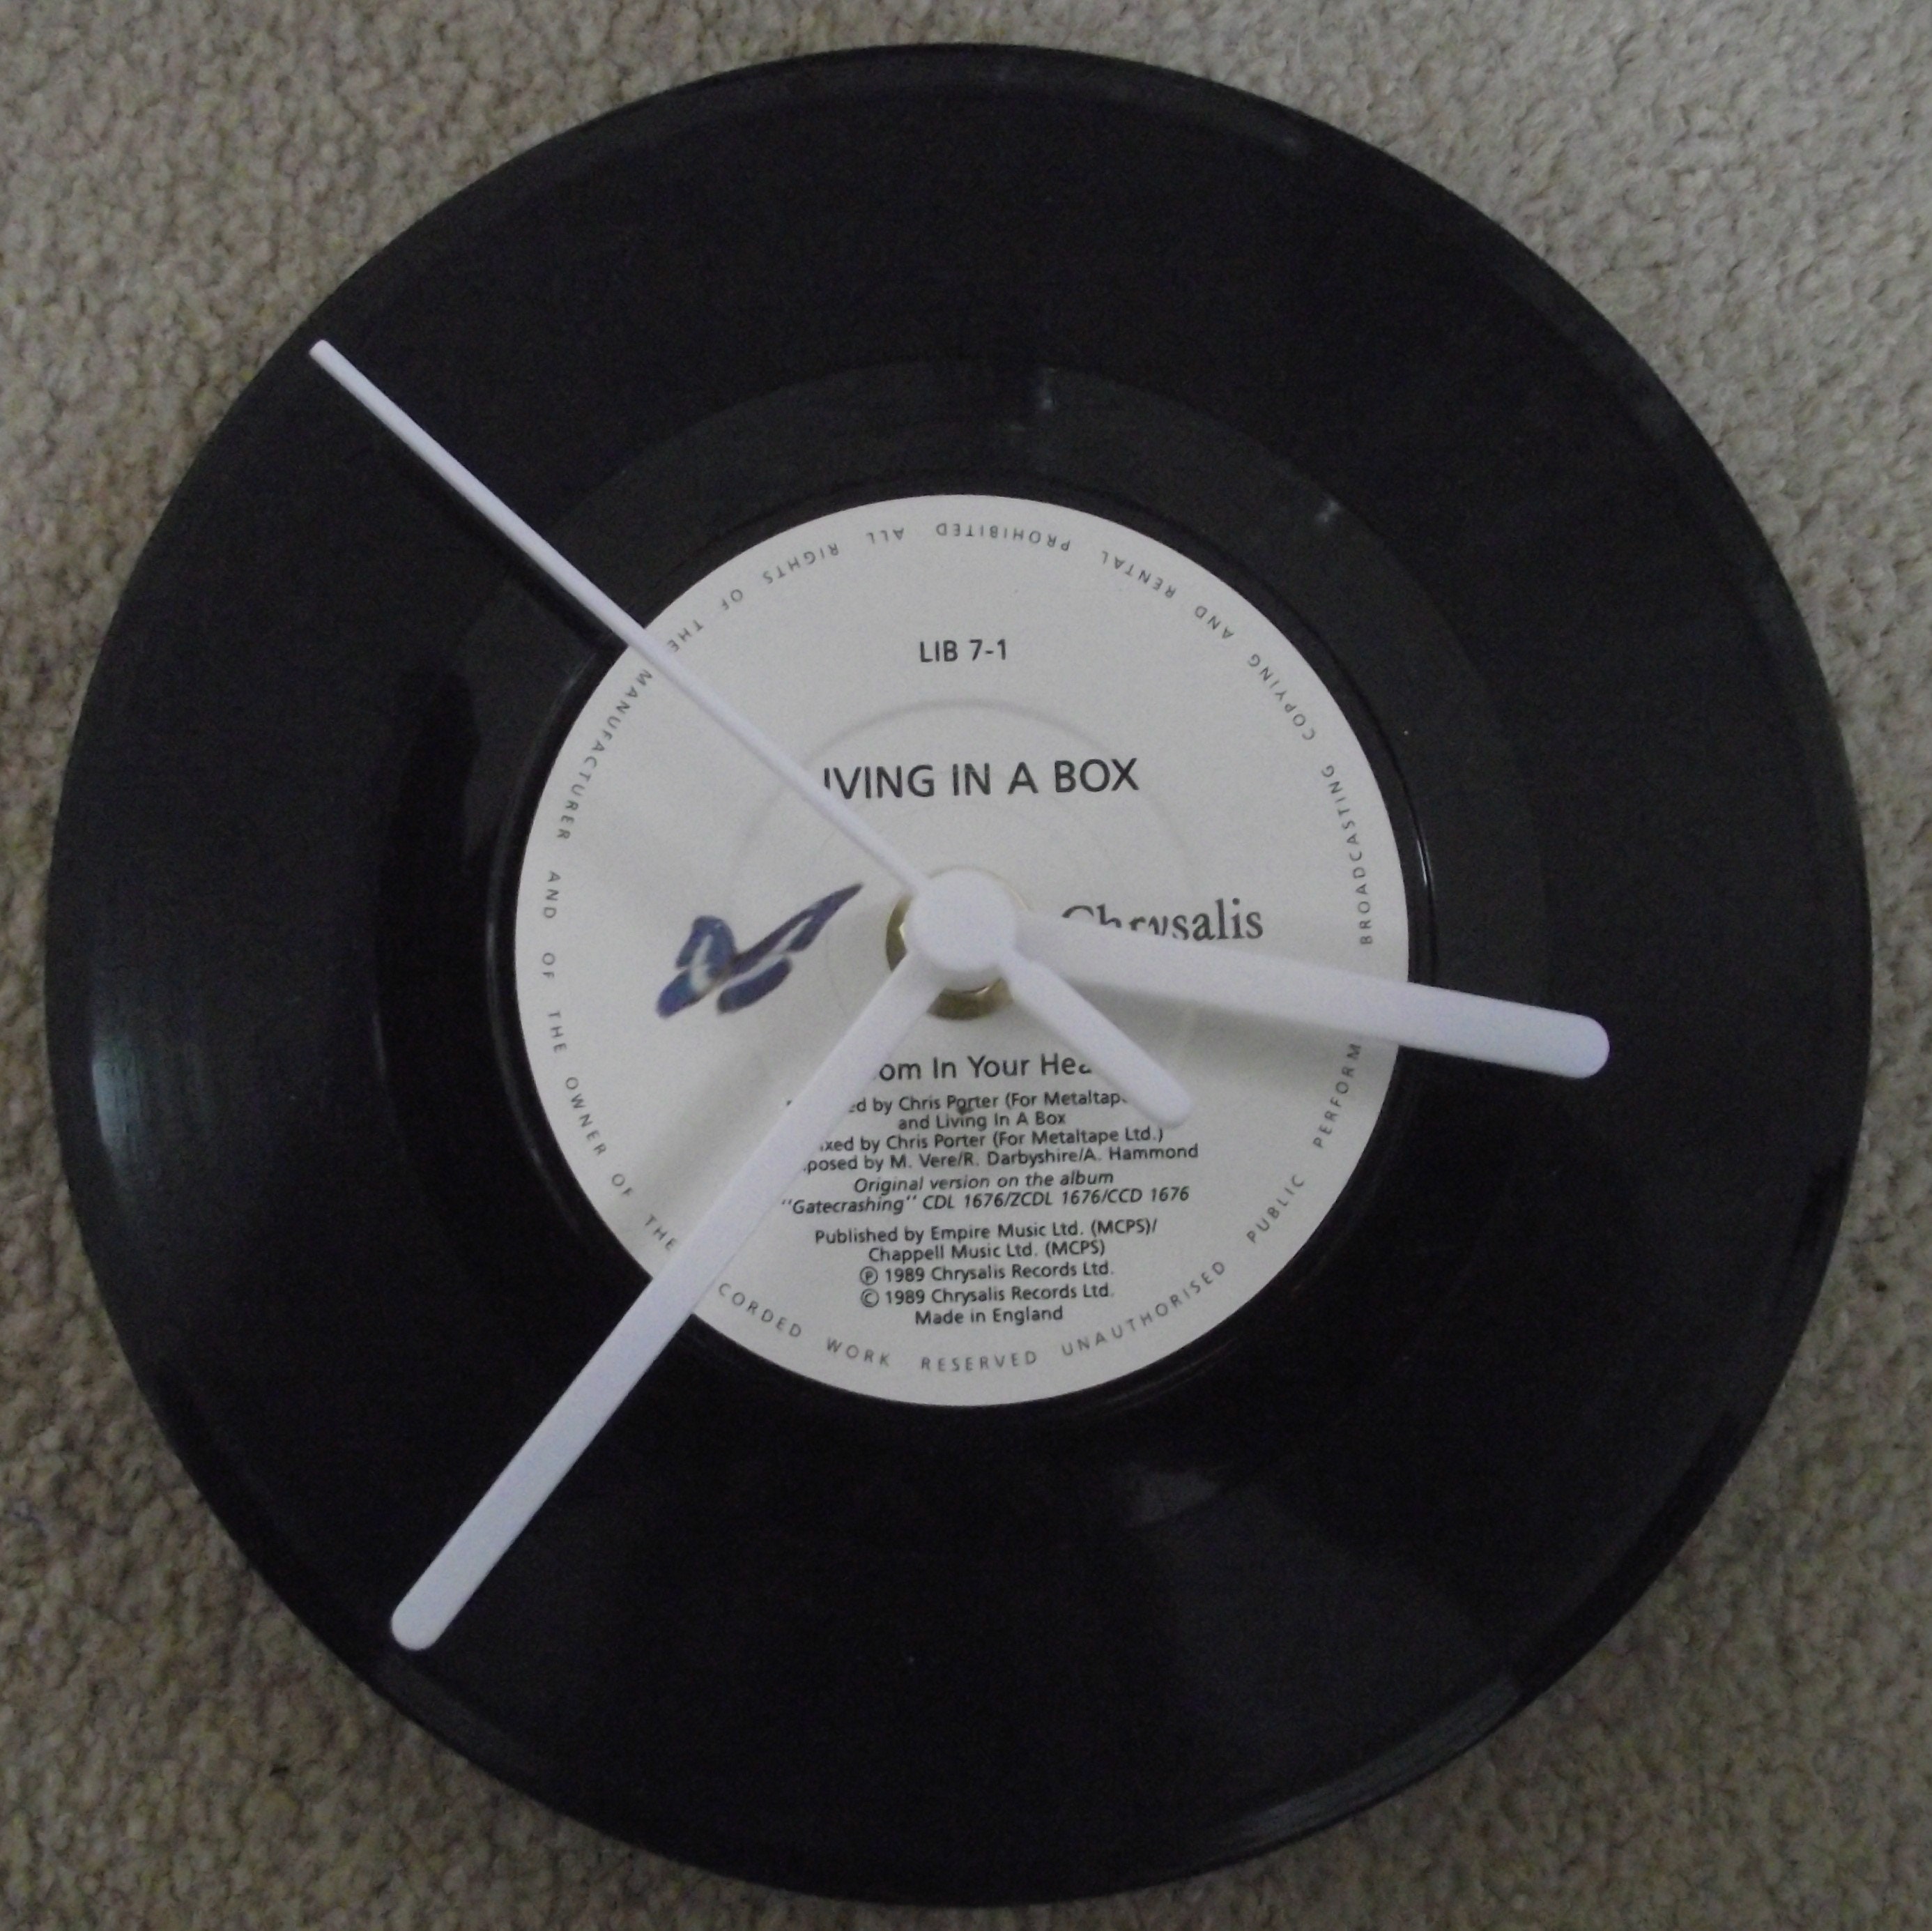 LIB 7-1
IVING IN A BOX
Chrysalis
om In Your Hea
ed by Chris Porter (For Metaltap
and Living In A Box
ixed by Chris Porter (For Metaltape Ltd.)
posed by M. Vere/R. Darbyshire/A. Hammond
Original version on the album
"Gatecrashing" CDL 1676/ZCDL 1676/CCD 1676
Published by Empire Music Ltd. (MCPS)/
Chappell Music Ltd. (MCPS)
℗ 1989 Chrysalis Records Ltd.
© 1989 Chrysalis Records Ltd.
Made in England
ALL RIGHTS OF THE MANUFACTURER AND OF THE OWNER OF THE CORDED WORK RESERVED UNAUTHORISED PUBLIC PERFORM BROADCASTING COPYING AND RENTAL PROHIBITED